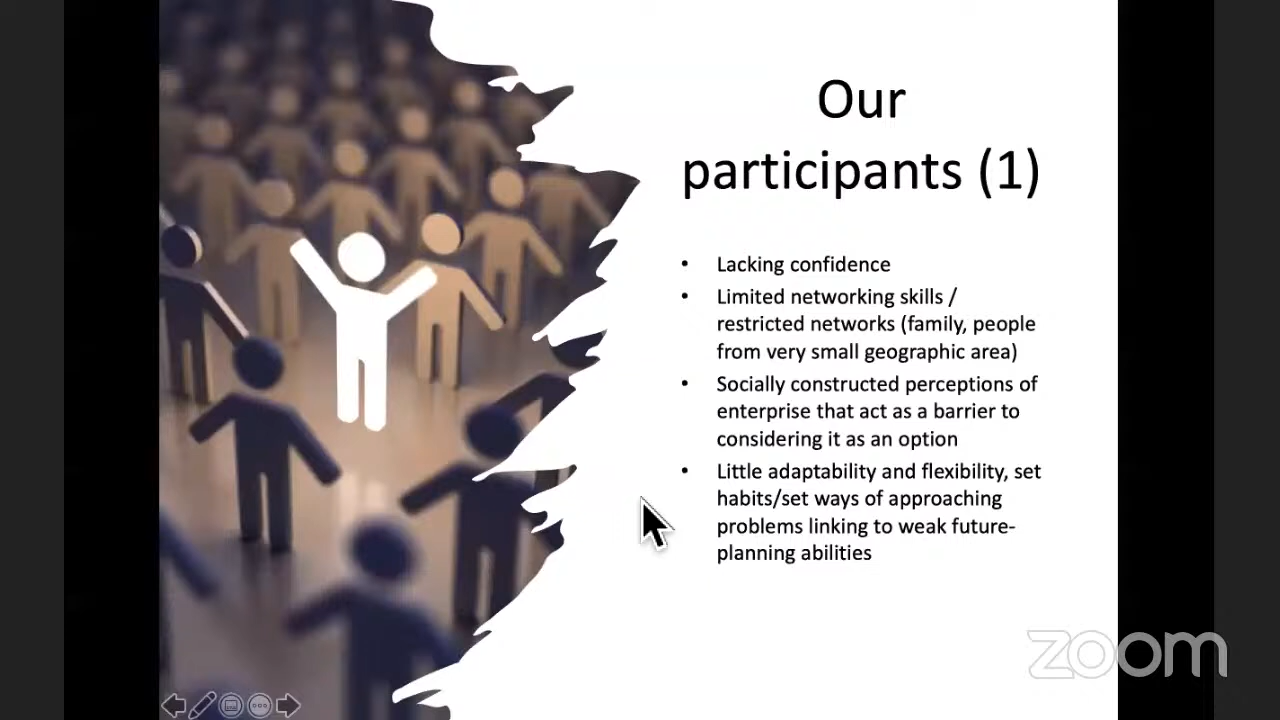 Our
participants (1)
• Lacking confidence
• Limited networking skills /
restricted networks (family, people
from very small geographic area)
• Socially constructed perceptions of
enterprise that act as a barrier to
considering it as an option
• Little adaptability and flexibility, set
habits/set ways of approaching
problems linking to weak future-
planning abilities
zoom